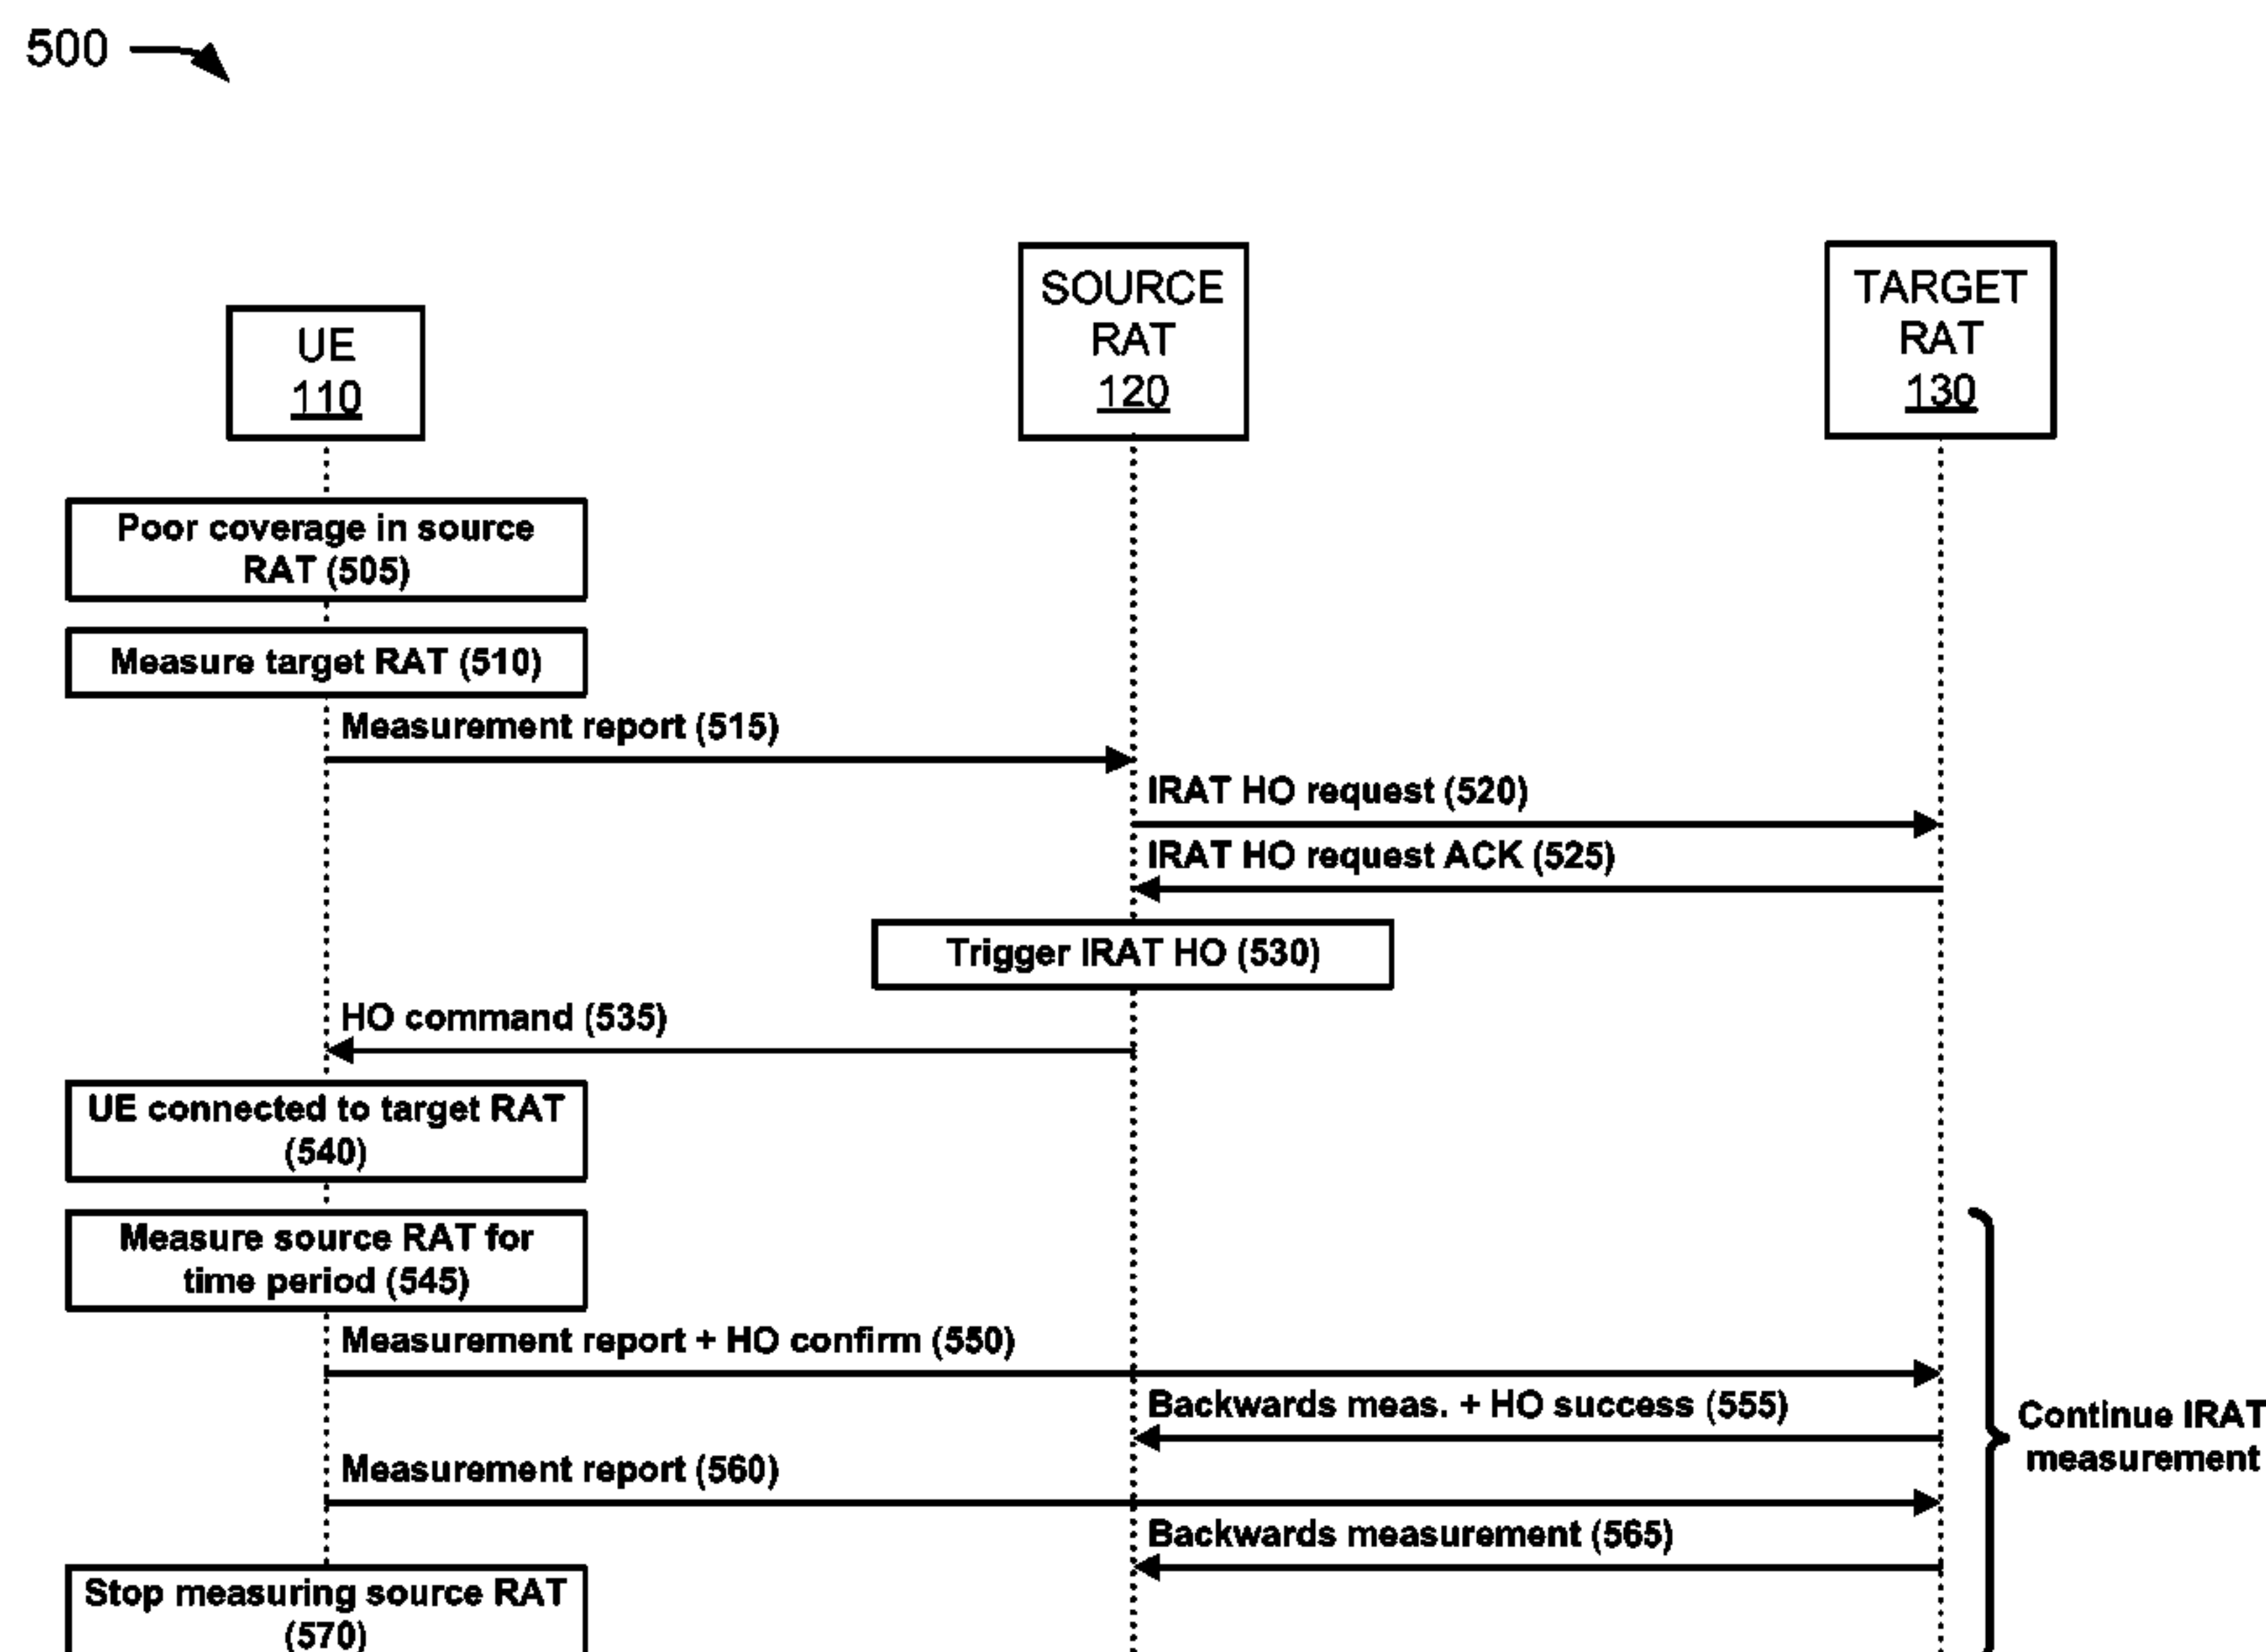 500
UE
110
SOURCE
RAT
120
TARGET
RAT
130
Poor coverage in source
RAT (505)
Measure target RAT (510)
Measurement report (515)
IRAT HO request (520)
IRAT HO request ACK (525)
Trigger IRAT HO (530)
HO command (535)
UE connected to target RAT
(540)
Measure source RAT for
time period (545)
Measurement report + HO confirm (550)
Backwards meas. + HO success (555)
Continue IRAT
measurement
Measurement report (560)
Backwards measurement (565)
Stop measuring source RAT
(570)